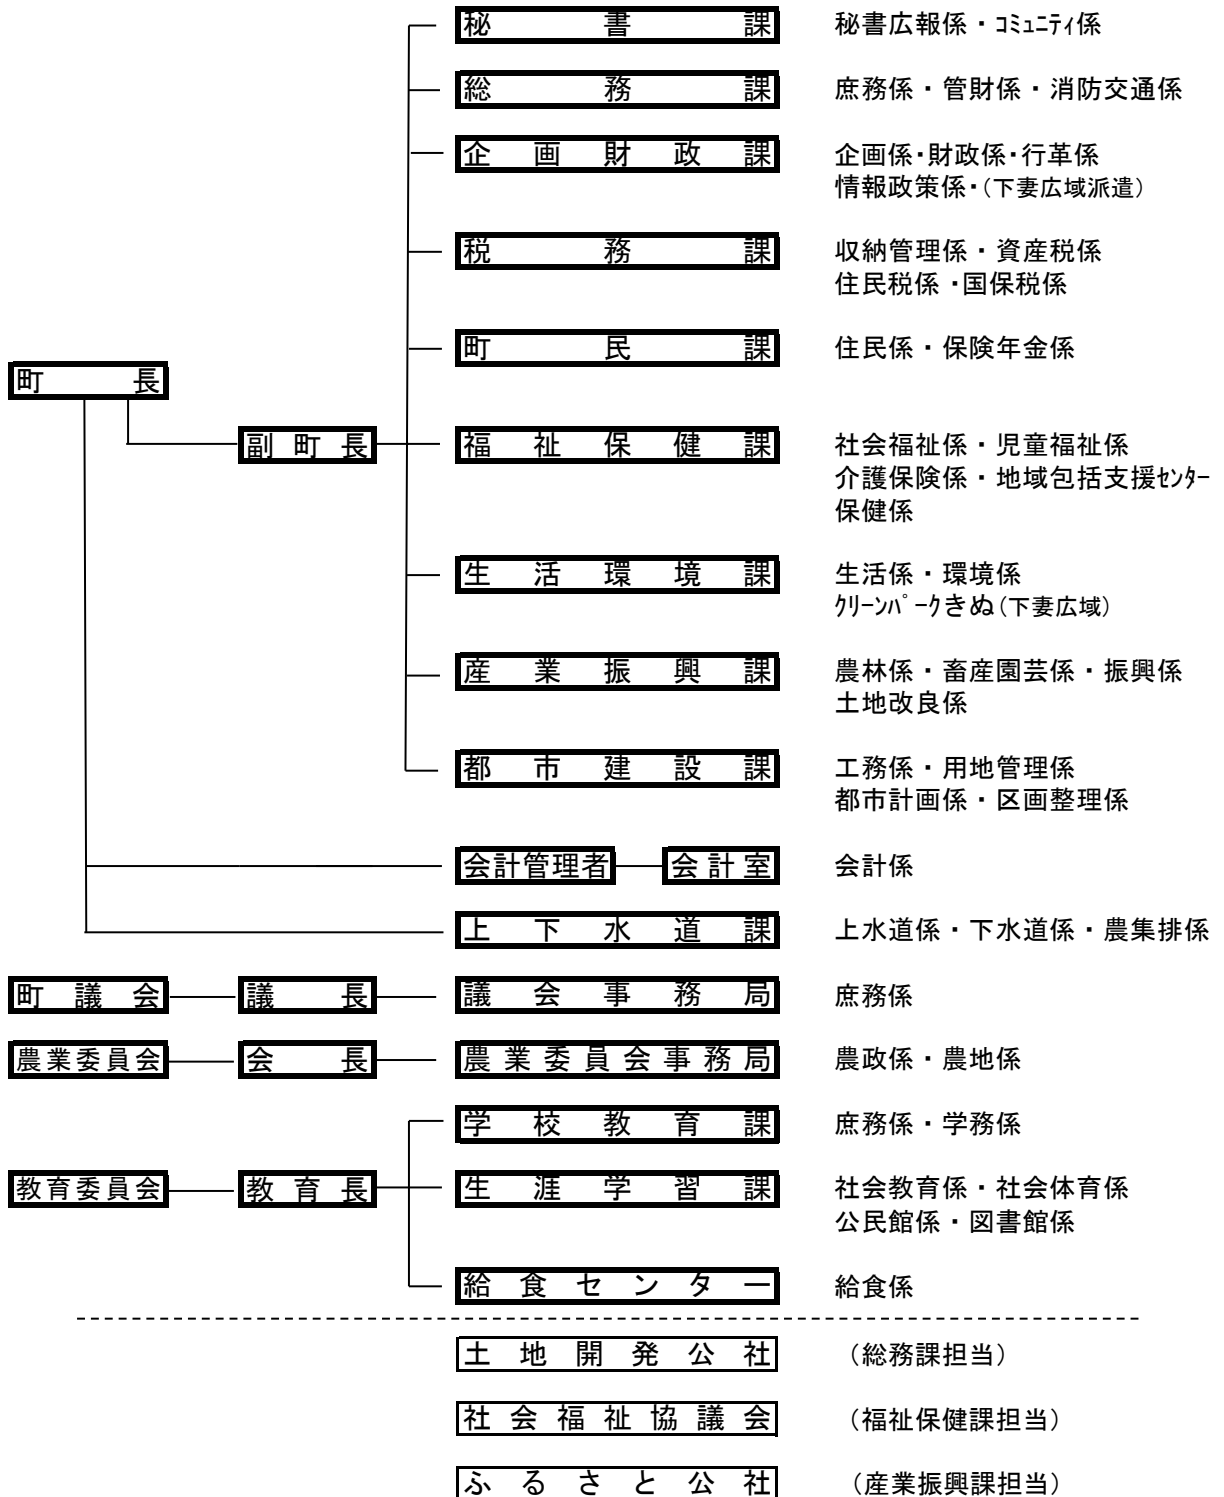 秘書課 秘書広報係・ｺﾐｭﾆﾃｨ係
総務課 庶務係・管財係・消防交通係
企画財政課 企画係・財政係・行革係
情報政策係・（下妻広域派遣）
税務課 収納管理係・資産税係
住民税係・国保税係
町民課 住民係・保険年金係
町長
副町長 福祉保健課 社会福祉係・児童福祉係
介護保険係・地域包括支援ｾﾝﾀｰ
保健係
生活環境課 生活係・環境係
ｸﾘｰﾝﾊﾟｰｸきぬ（下妻広域）
産業振興課 農林係・畜産園芸係・振興係
土地改良係
都市建設課 工務係・用地管理係
都市計画係・区画整理係
会計管理者 会計室 会計係
上下水道課 上水道係・下水道係・農集排係
町議会 議長 議会事務局 庶務係
農業委員会 会長 農業委員会事務局 農政係・農地係
学校教育課 庶務係・学務係
教育委員会 教育長 生涯学習課 社会教育係・社会体育係
公民館係・図書館係
給食センター 給食係
土地開発公社 （総務課担当）
社会福祉協議会 （福祉保健課担当）
ふるさと公社 （産業振興課担当）